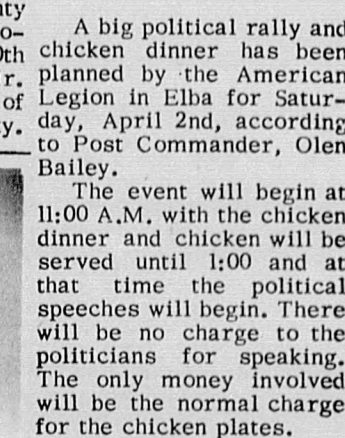 nty
o-
0th
r.
of
y.
A big political rally and
chicken dinner has been
planned by the American
Legion in Elba for Satur-
day, April 2nd, according
to Post Commander, Olen
Bailey.
The event will begin at
11:00 A.M. with the chicken
dinner and chicken will be
served until 1:00 and at
that time the political
speeches will begin. There
will be no charge to the
politicians for speaking.
The only money involved
will be the normal charge
for the chicken plates.